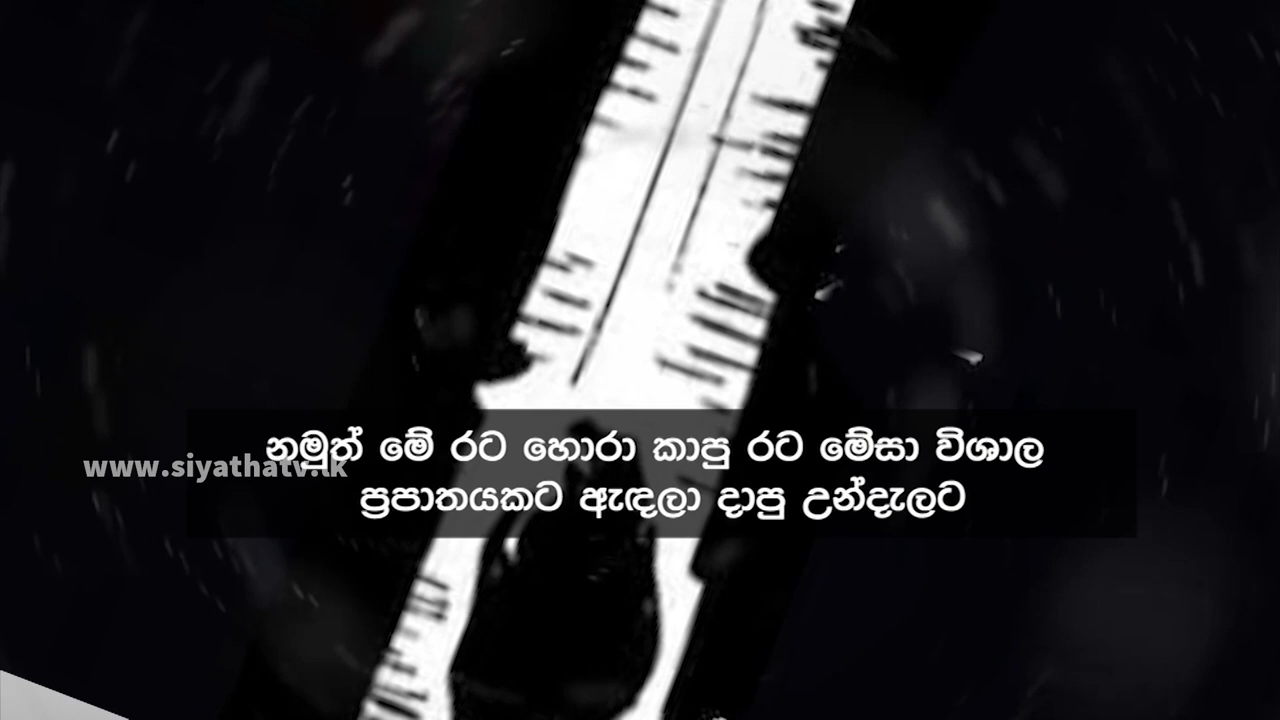 නමුත් මේ රට හොරා කාපු රට මේසා විශාල
www.siyathatv.lk
ප්‍රපාතයකට ඇඳලා දාපු උන්දැලට